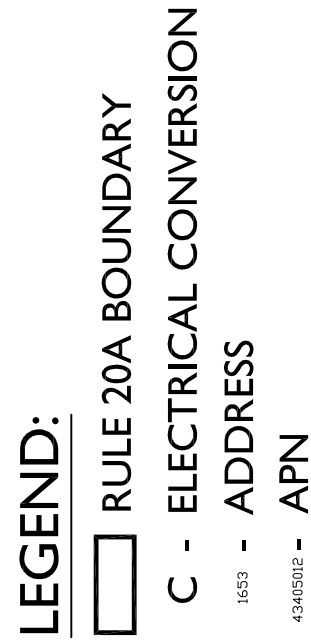 LEGEND:
RULE 20A BOUNDARY
C - ELECTRICAL CONVERSION
1653 - ADDRESS
43405012 - APN